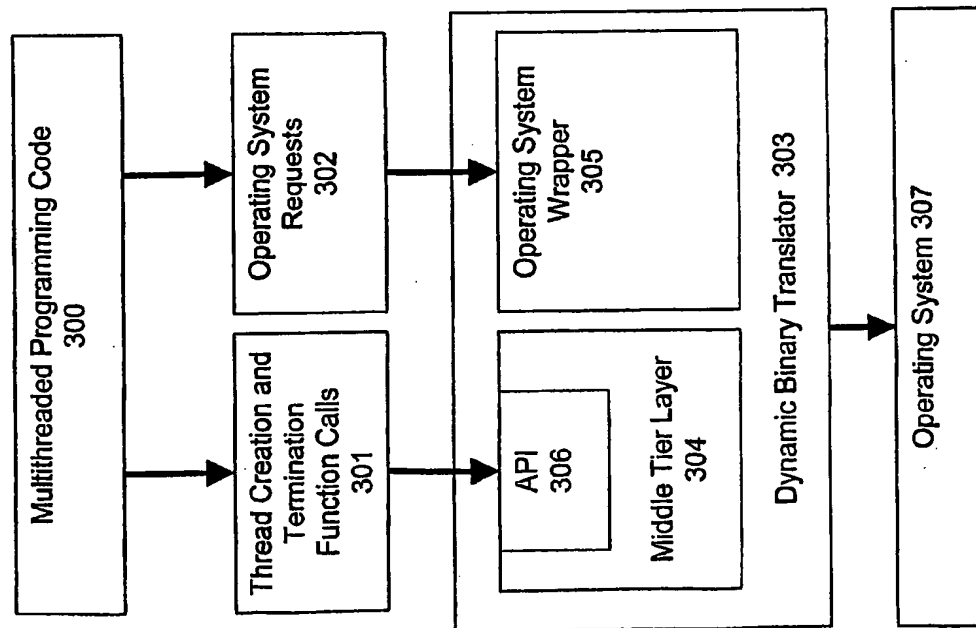 Multithreaded Programming Code
300
Thread Creation and
Termination
Function Calls
301
Operating System
Requests
302
API
306
Middle Tier Layer
304
Operating System
Wrapper
305
Dynamic Binary Translator 303
Operating System 307